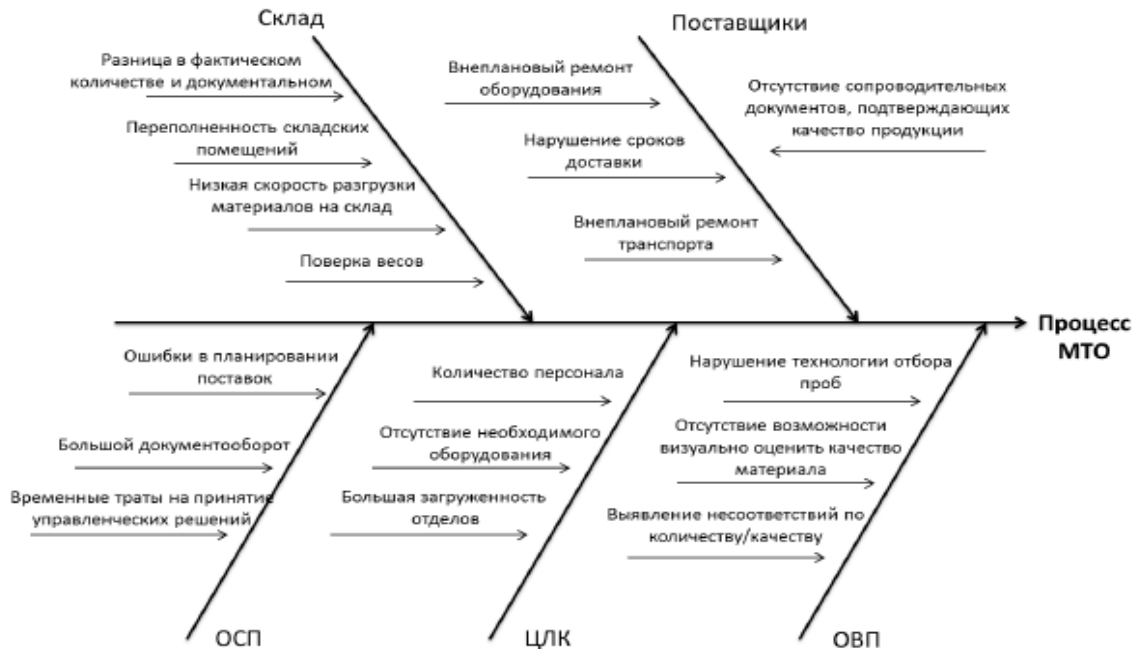 Склад
Разница в фактическом
количестве и документальном
Переполненность складских
помещений
Низкая скорость разгрузки
материалов на склад
Поверка весов
Поставщики
Внеплановый ремонт
оборудования
Нарушение сроков
доставки
Внеплановый ремонт
транспорта
Отсутствие сопроводительных
документов, подтверждающих
качество продукции
Процесс
МТО
Ошибки в планировании
поставок
Большой документооборот
Временные траты на принятие
управленческих решений
ОСП
Количество персонала
Отсутствие необходимого
оборудования
Большая загруженность
отделов
ЦЛК
Нарушение технологии отбора
проб
Отсутствие возможности
визуально оценить качество
материала
Выявление несоответствий по
количеству/качеству
ОВП